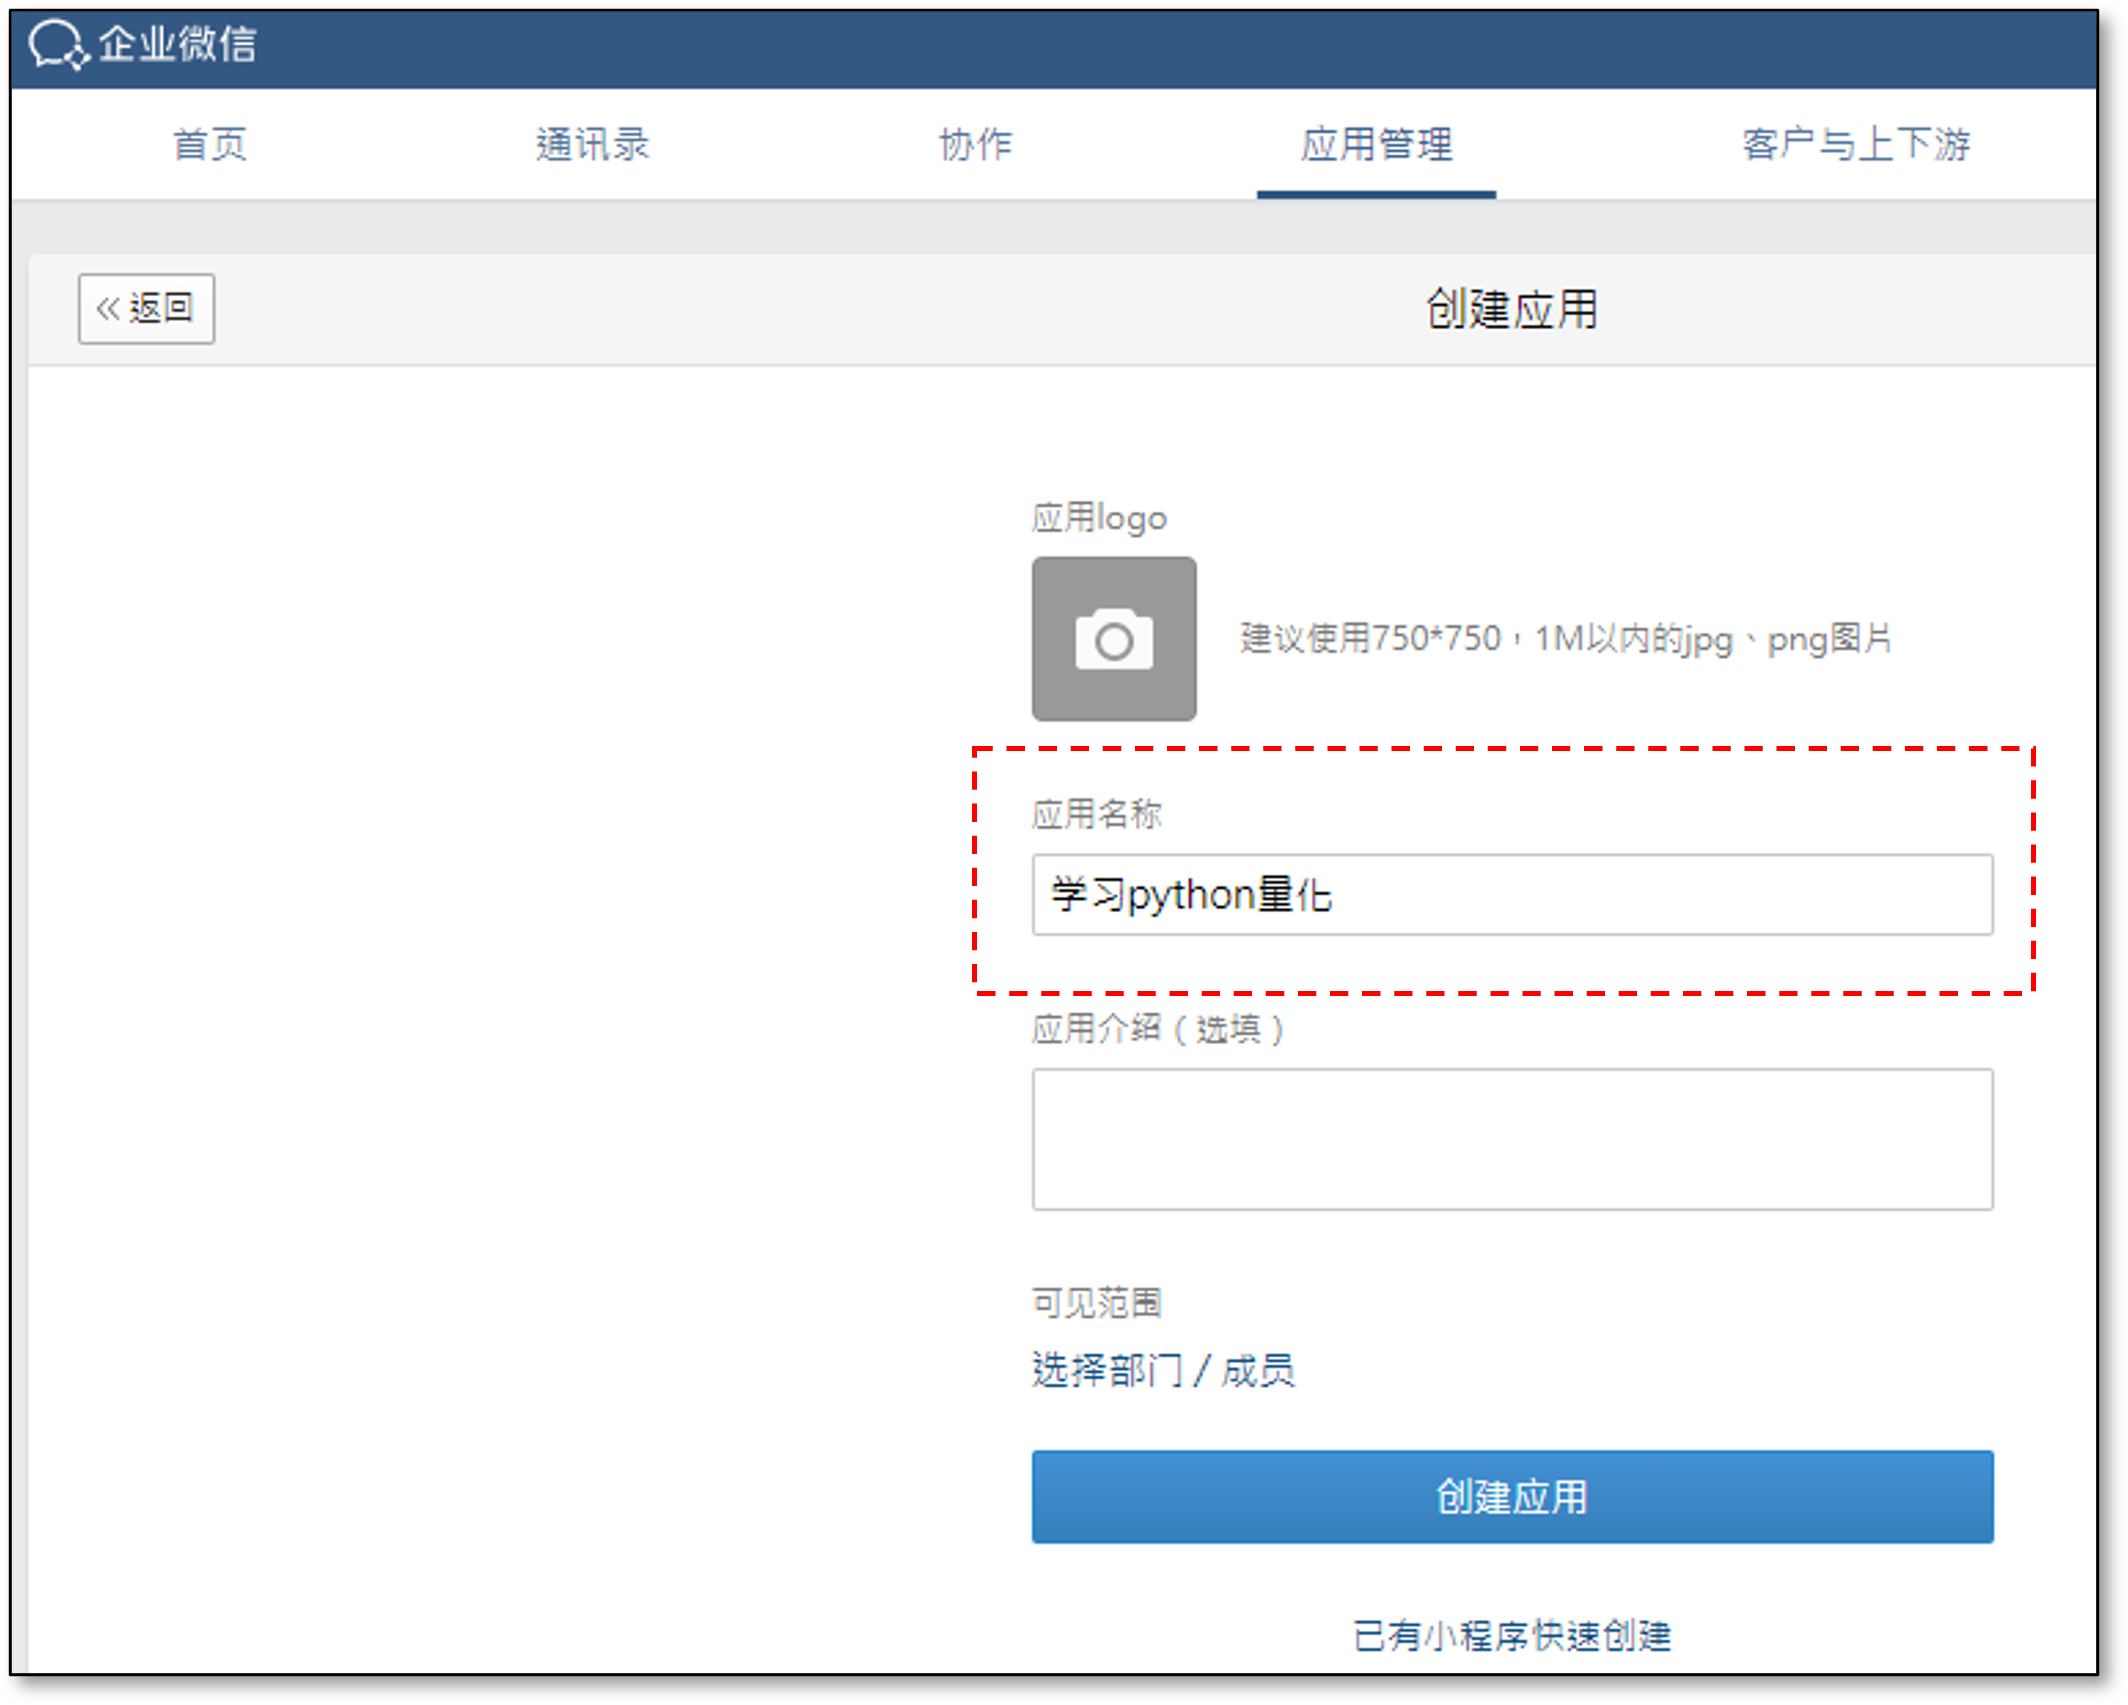 企业微信
首页 通讯录 协作 应用管理 客户与上下游
返回 创建应用
应用logo
建议使用750*750，1M以内的jpg、png图片
应用名称
学习python量化
应用介绍（选填）
可见范围
选择部门 / 成员
创建应用
已有小程序快速创建